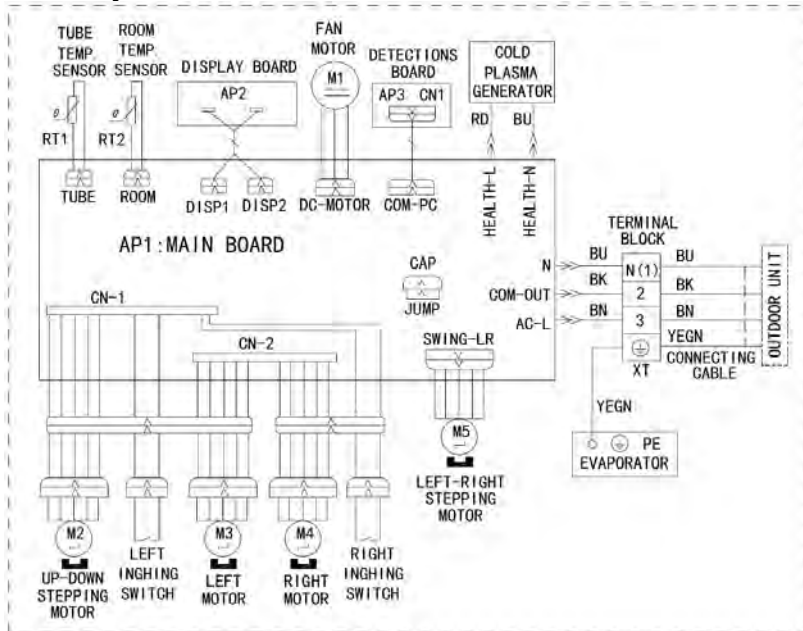 TUBE
TEMP.
SENSOR
ROOM
TEMP.
SENSOR
DISPLAY BOARD
FAN
MOTOR
DETECTIONS
BOARD
COLD
PLASMA
GENERATOR
AP2
M1
AP3 CN1
RD
BU
θ
RT1
θ
RT2
TUBE
ROOM
DISP1
DISP2
DC-MOTOR
COM-PC
HEALTH-L
HEALTH-N
AP1:MAIN BOARD
CAP
JUMP
N
COM-OUT
AC-L
BU
BK
BN
TERMINAL
BLOCK
N(1)
2
3
XT
BU
BK
BN
YEGN
CONNECTING
CABLE
OUTDOOR UNIT
YEGN
PE
EVAPORATOR
CN-1
CN-2
SWING-LR
M5
LEFT-RIGHT
STEPPING
MOTOR
M2
UP-DOWN
STEPPING
MOTOR
LEFT
INGHING
SWITCH
M3
LEFT
MOTOR
M4
RIGHT
MOTOR
RIGHT
INGHING
SWITCH